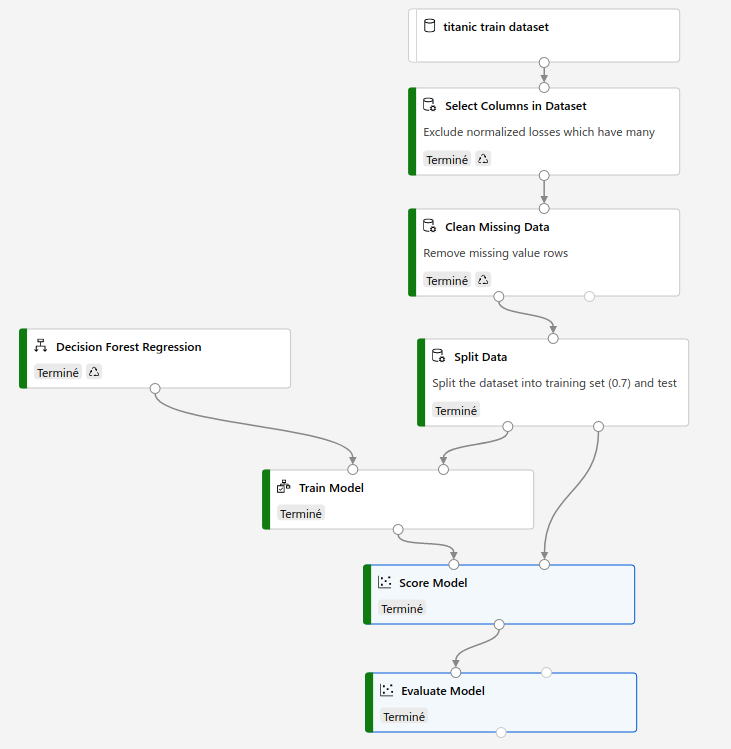 titanic train dataset
Select Columns in Dataset
Exclude normalized losses which have many
Terminé
Clean Missing Data
Remove missing value rows
Terminé
Decision Forest Regression
Terminé
Split Data
Split the dataset into training set (0.7) and test
Terminé
Train Model
Terminé
Score Model
Terminé
Evaluate Model
Terminé